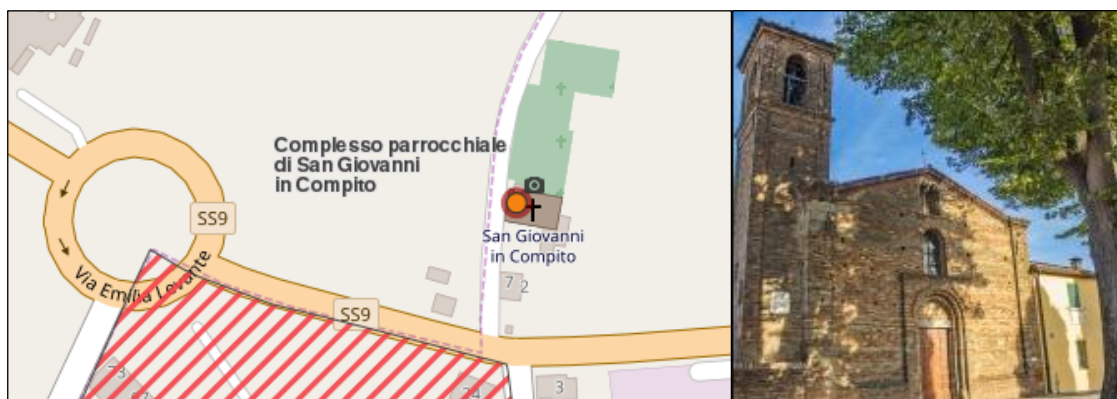 Complesso parrocchiale
di San Giovanni
in Compito
SS9
San Giovanni
in Compito
Via Emilia Levante
7
2
SS9
3